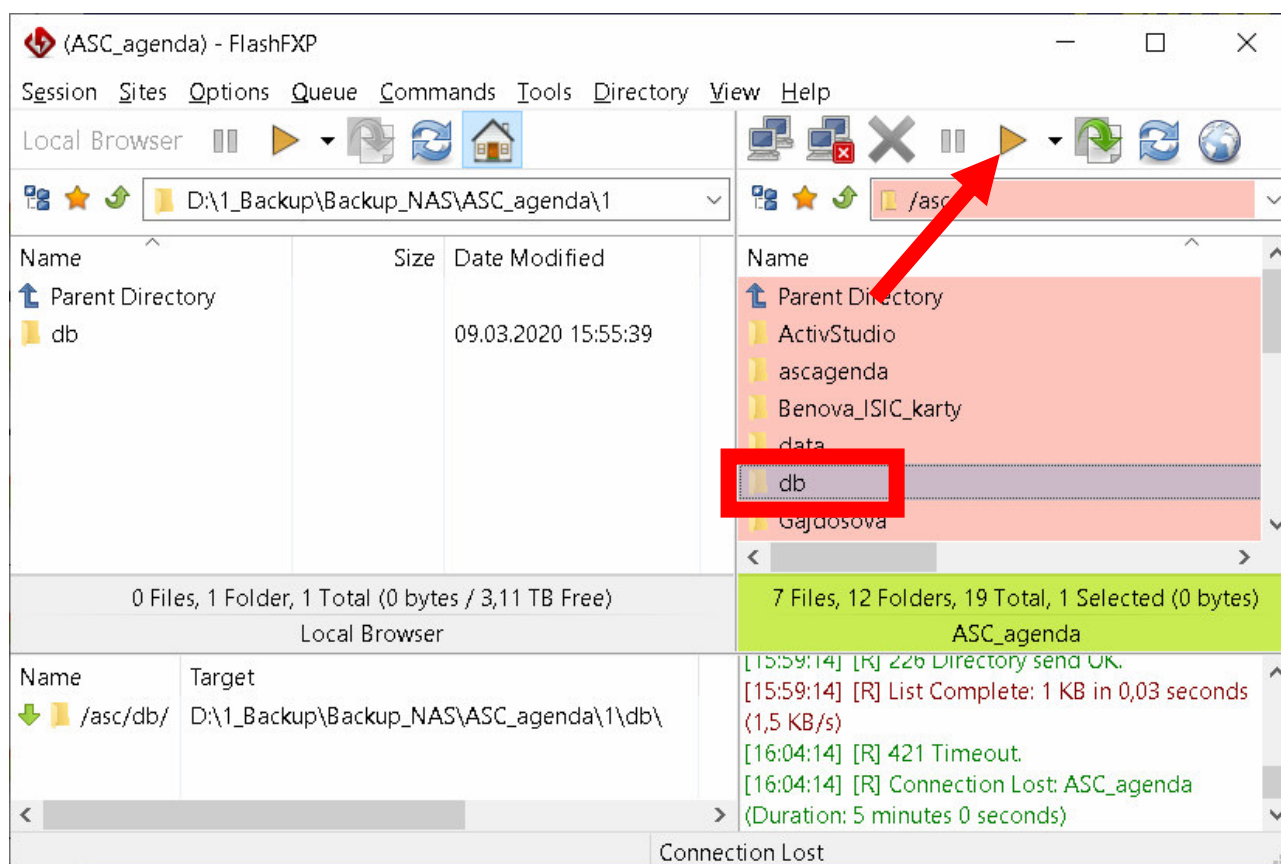 (ASC_agenda) - FlashFXP
Session Sites Options Queue Commands Tools Directory View Help
Local Browser
D:\1_Backup\Backup_NAS\ASC_agenda\1
/asc
Name Size Date Modified
Parent Directory
db 09.03.2020 15:55:39
Name
Parent Directory
ActivStudio
ascagenda
Benova_ISIC_karty
data
db
Gajdosova
0 Files, 1 Folder, 1 Total (0 bytes / 3,11 TB Free)
Local Browser
7 Files, 12 Folders, 19 Total, 1 Selected (0 bytes)
ASC_agenda
Name Target
/asc/db/ D:\1_Backup\Backup_NAS\ASC_agenda\1\db\
[15:59:14] [R] 226 Directory send OK.
[15:59:14] [R] List Complete: 1 KB in 0,03 seconds
(1,5 KB/s)
[16:04:14] [R] 421 Timeout.
[16:04:14] [R] Connection Lost: ASC_agenda
(Duration: 5 minutes 0 seconds)
Connection Lost